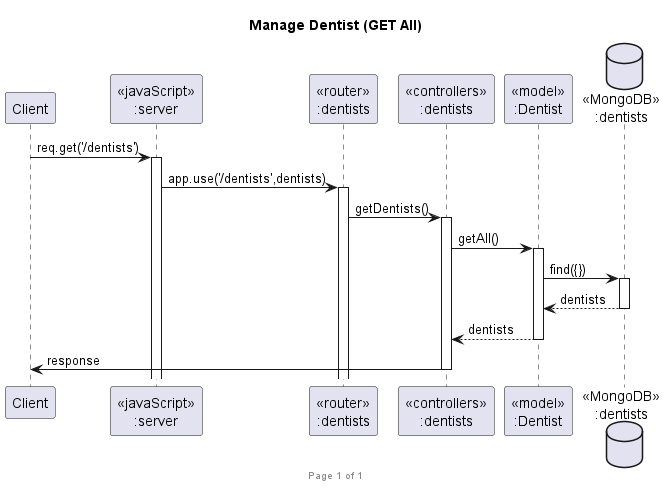 Manage Dentist (GET All)
Client
«javaScript»
:server
«router»
:dentists
«controllers»
:dentists
«model»
:Dentist
«MongoDB»
:dentists
req.get('/dentists')
app.use('/dentists',dentists)
getDentists()
getAll()
find({})
dentists
dentists
response
Client
«javaScript»
:server
«router»
:dentists
«controllers»
:dentists
«model»
:Dentist
«MongoDB»
:dentists
Page 1 of 1